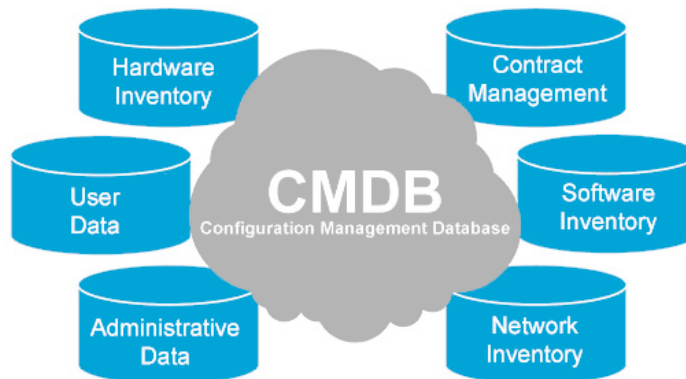 Hardware
Inventory
Contract
Management
User
Data
CMDB
Configuration Management Database
Software
Inventory
Administrative
Data
Network
Inventory